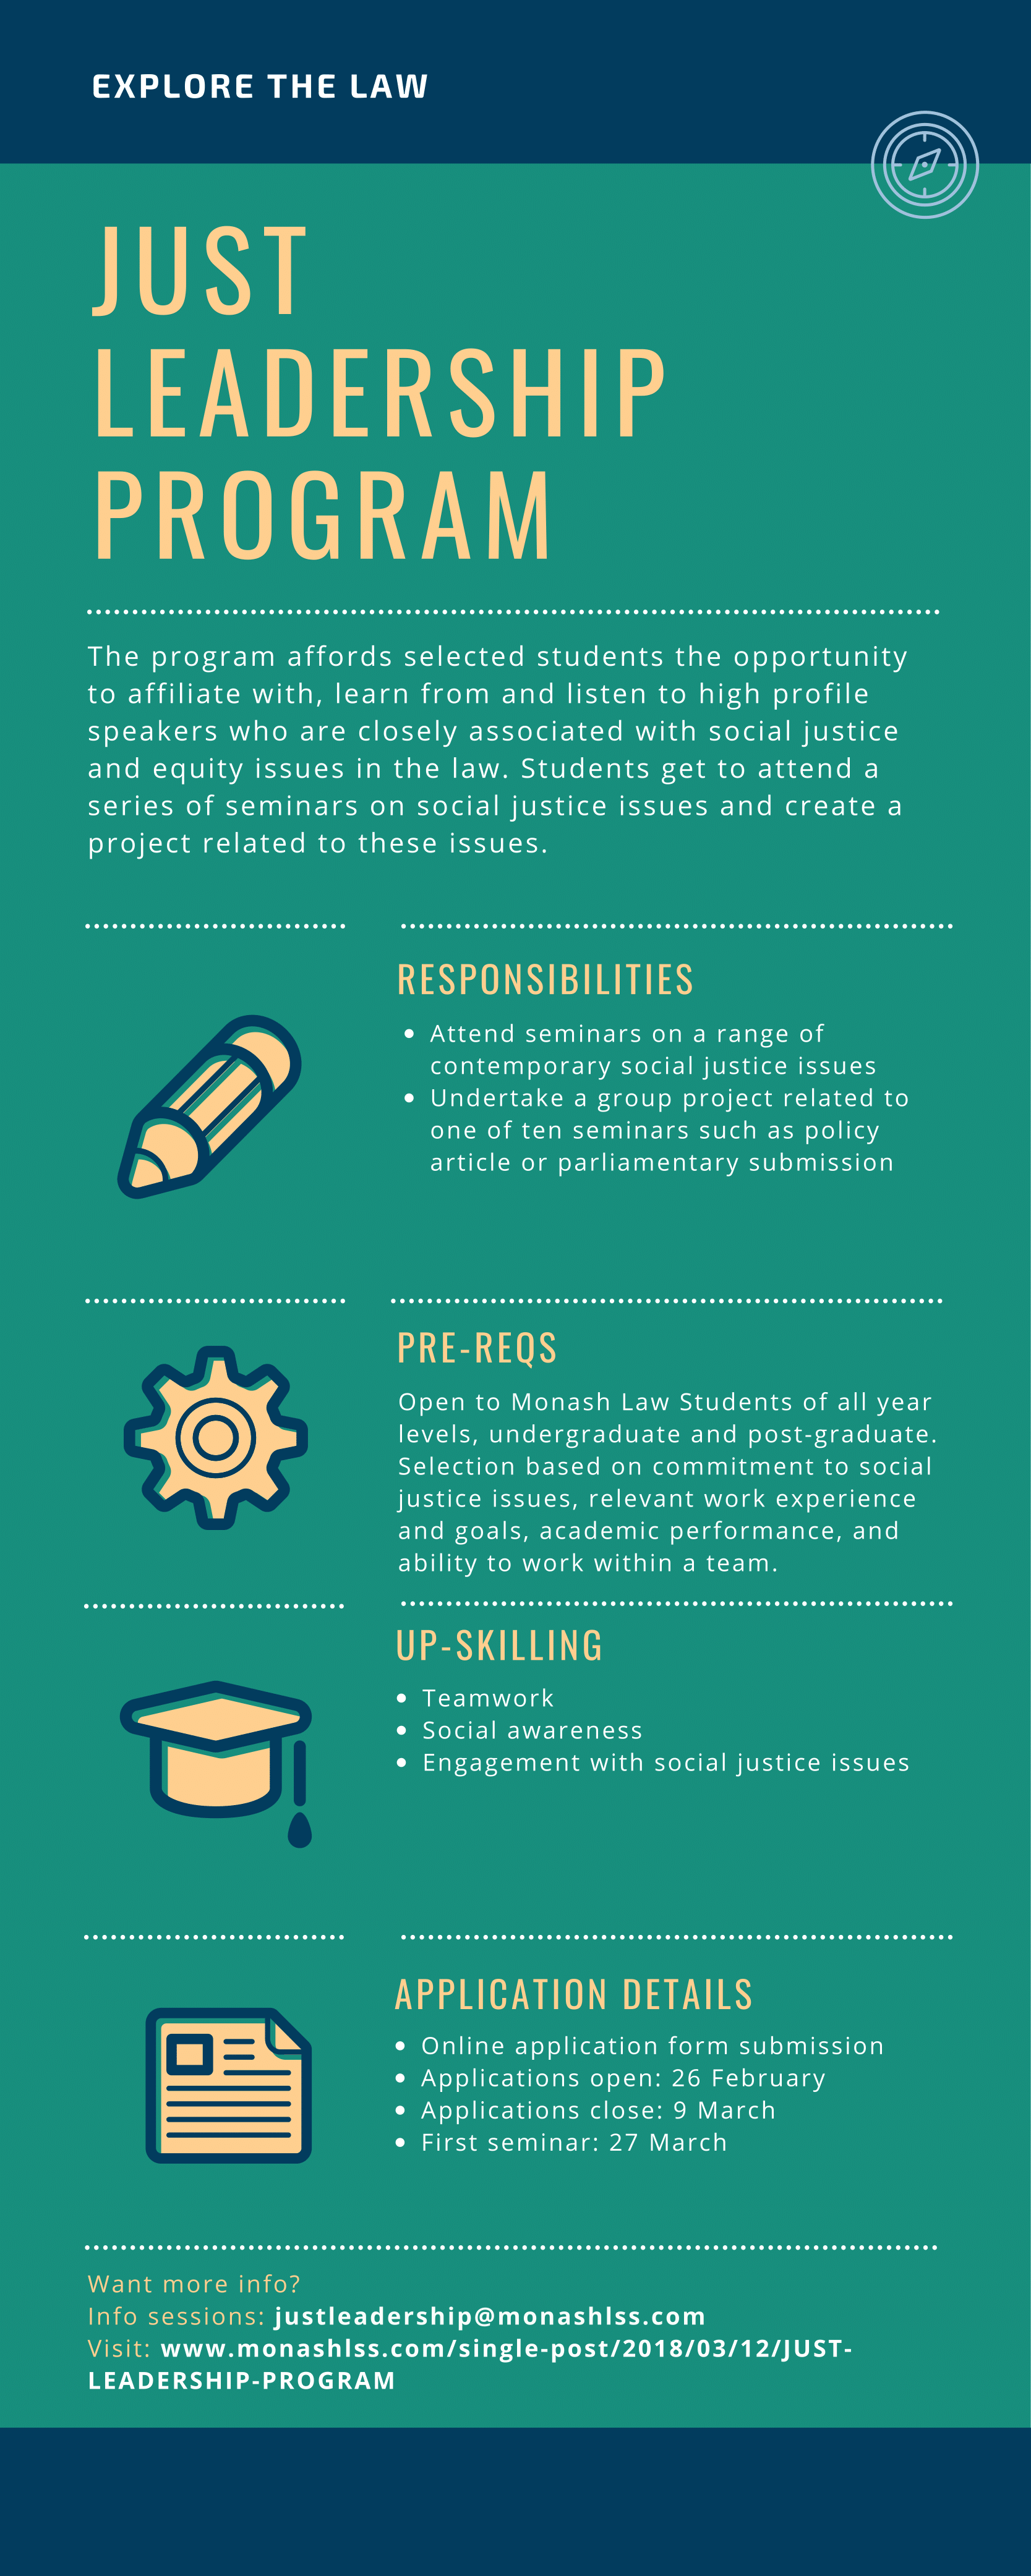 EXPLORE THE LAW
JUST
LEADERSHIP
PROGRAM
The program affords selected students the opportunity
to affiliate with, learn from and listen to high profile
speakers who are closely associated with social justice
and equity issues in the law. Students get to attend a
series of seminars on social justice issues and create a
project related to these issues.
RESPONSIBILITIES
• Attend seminars on a range of
contemporary social justice issues
• Undertake a group project related to
one of ten seminars such as policy
article or parliamentary submission
PRE-REQS
Open to Monash Law Students of all year
levels, undergraduate and post-graduate.
Selection based on commitment to social
justice issues, relevant work experience
and goals, academic performance, and
ability to work within a team.
UP-SKILLING
• Teamwork
• Social awareness
• Engagement with social justice issues
APPLICATION DETAILS
• Online application form submission
• Applications open: 26 February
• Applications close: 9 March
• First seminar: 27 March
Want more info?
Info sessions: justleadership@monashlss.com
Visit: www.monashlss.com/single-post/2018/03/12/JUST-
LEADERSHIP-PROGRAM